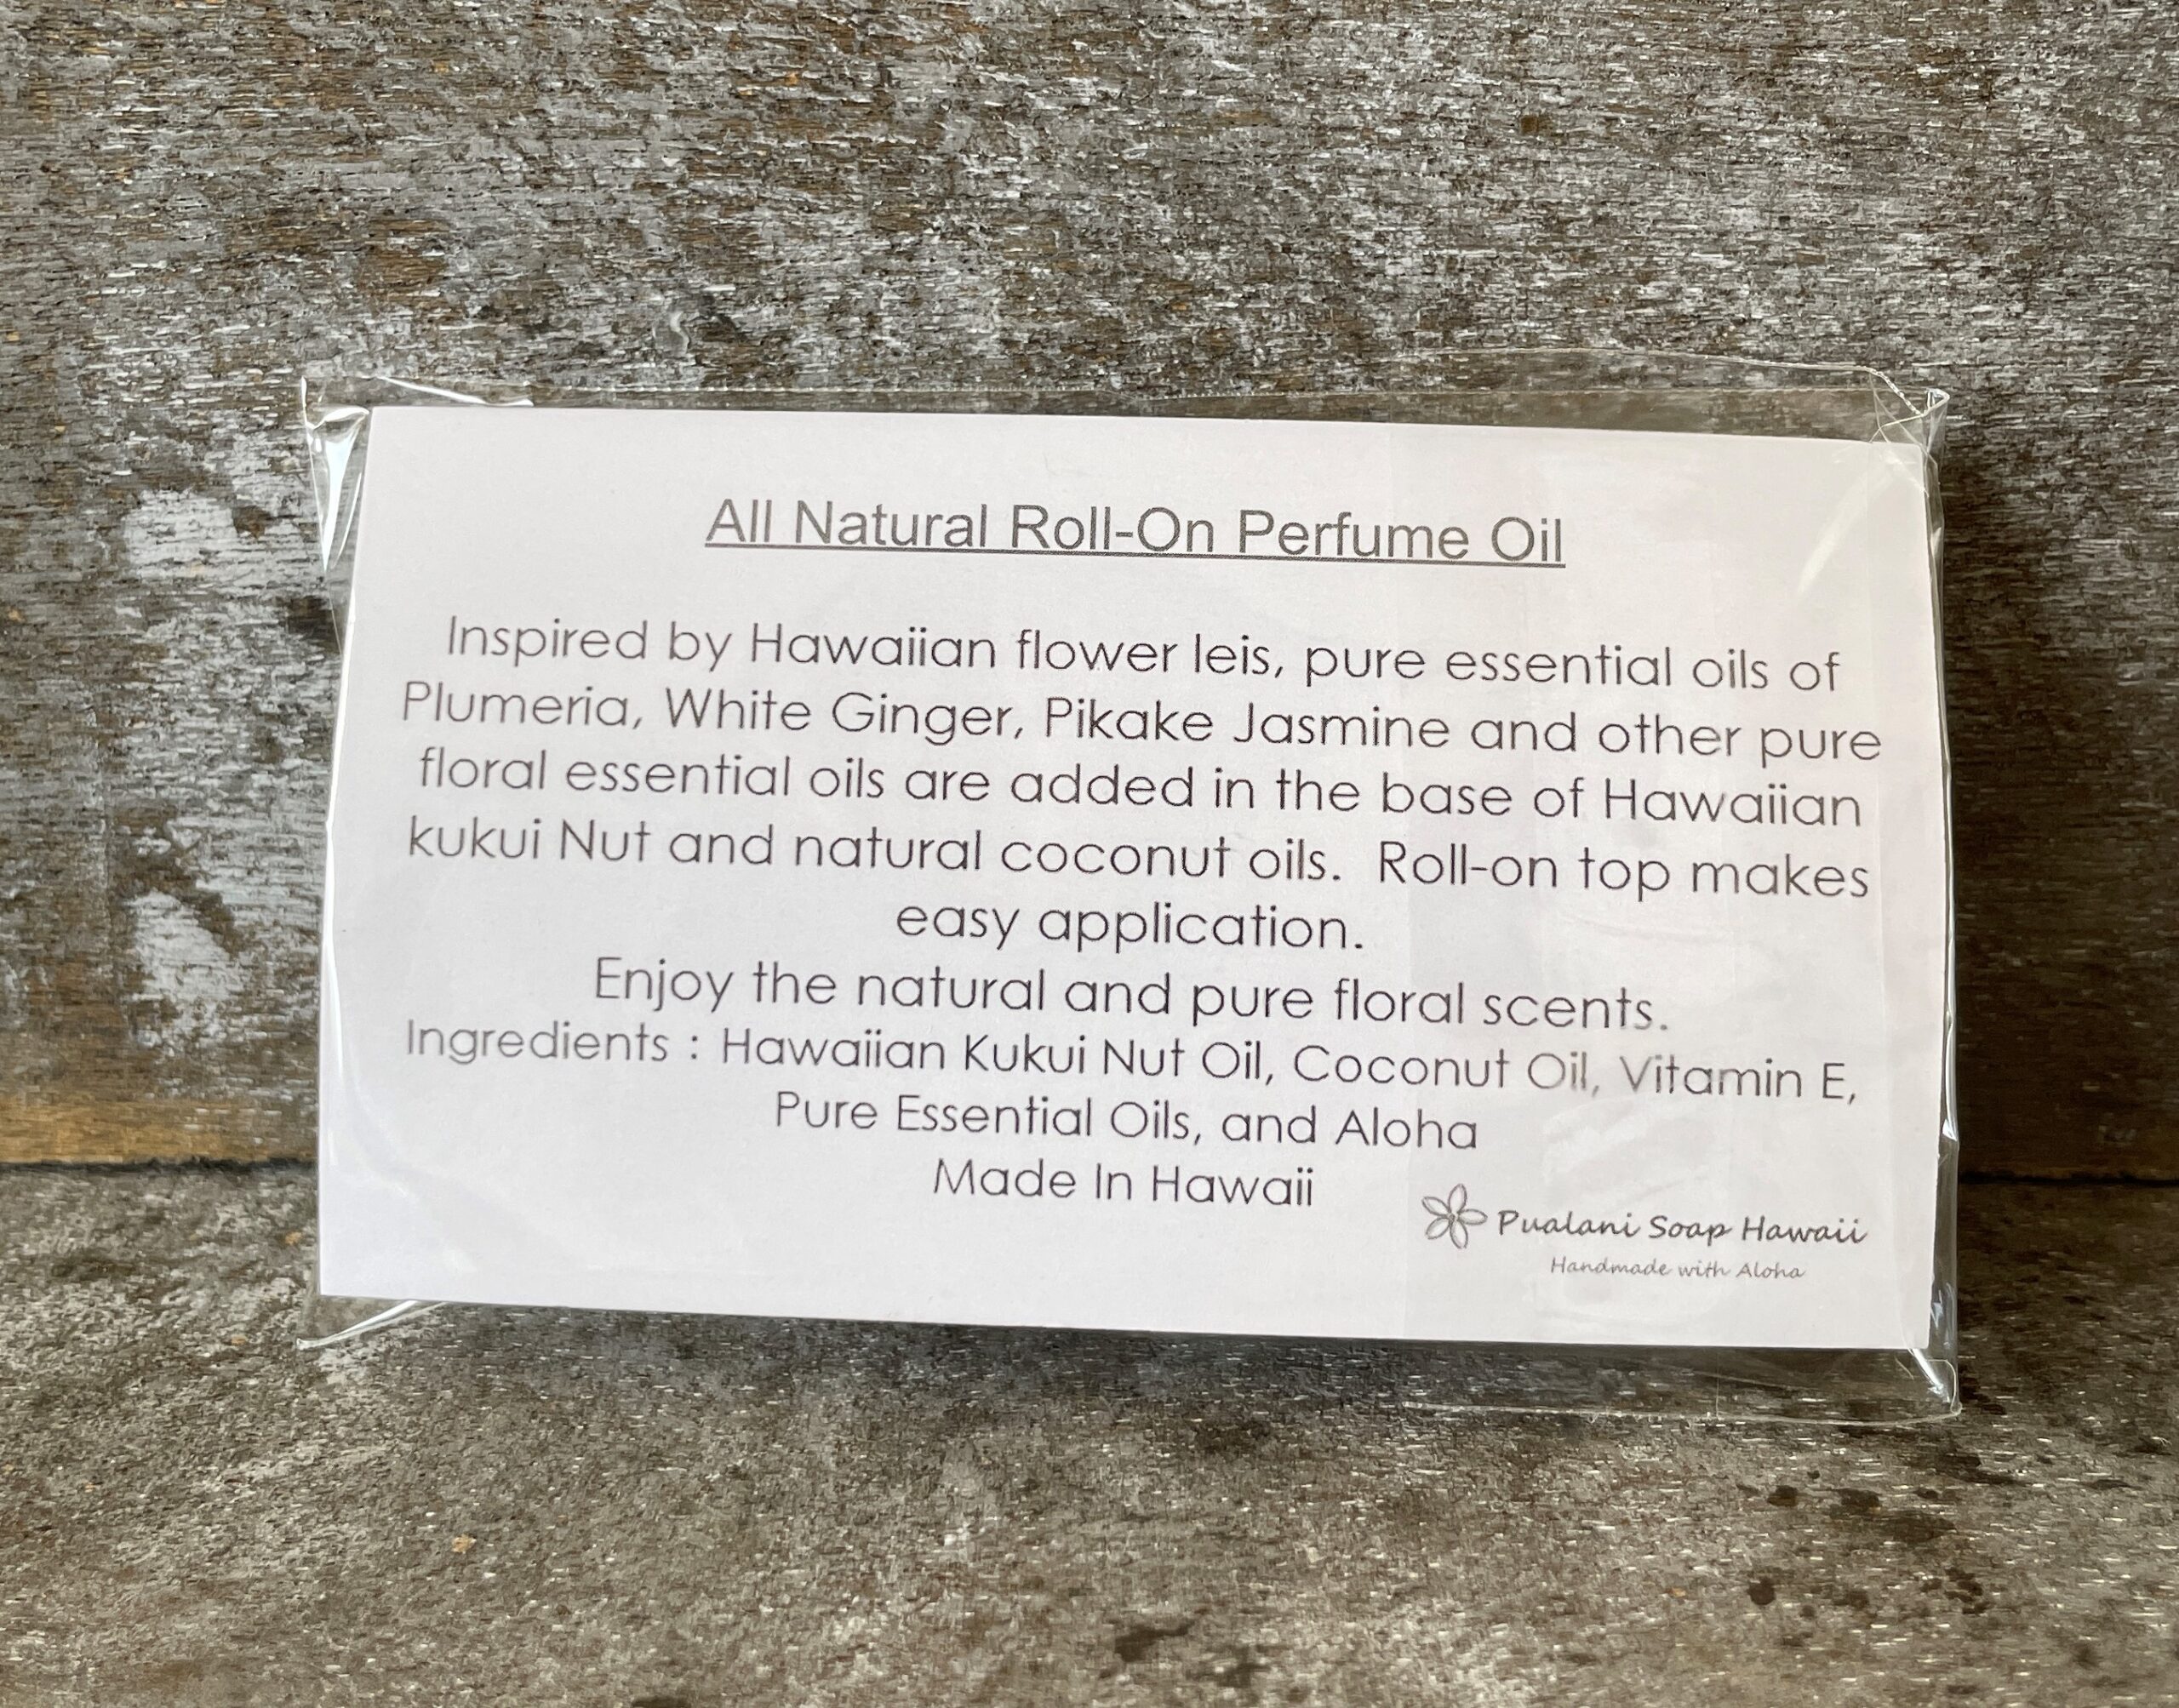 All Natural Roll-On Perfume Oil
Inspired by Hawaiian flower leis, pure essential oils of
Plumeria, White Ginger, Pikake Jasmine and other pure
floral essential oils are added in the base of Hawaiian
kukui Nut and natural coconut oils.  Roll-on top makes
easy application.
Enjoy the natural and pure floral scents.
Ingredients : Hawaiian Kukui Nut Oil, Coconut Oil, Vitamin E,
Pure Essential Oils, and Aloha
Made In Hawaii
Pualani Soap Hawaii
Handmade with Aloha